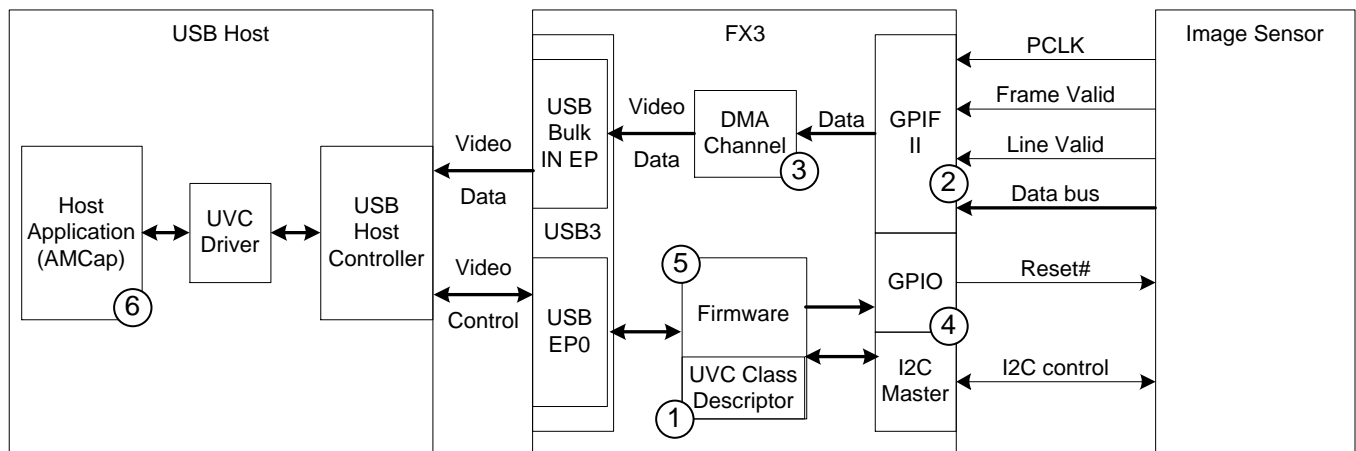 USB Host
FX3
Image Sensor
PCLK
Frame Valid
Line Valid
Data bus
Reset#
I2C control
USB
Bulk
IN EP
Video
Data
DMA
Channel
3
Data
GPIF
II
2
Video
Data
Host
Application
(AMCap)
6
UVC
Driver
USB
Host
Controller
USB3
Video
Control
USB
EP0
5
Firmware
UVC Class
Descriptor
1
GPIO
4
I2C
Master